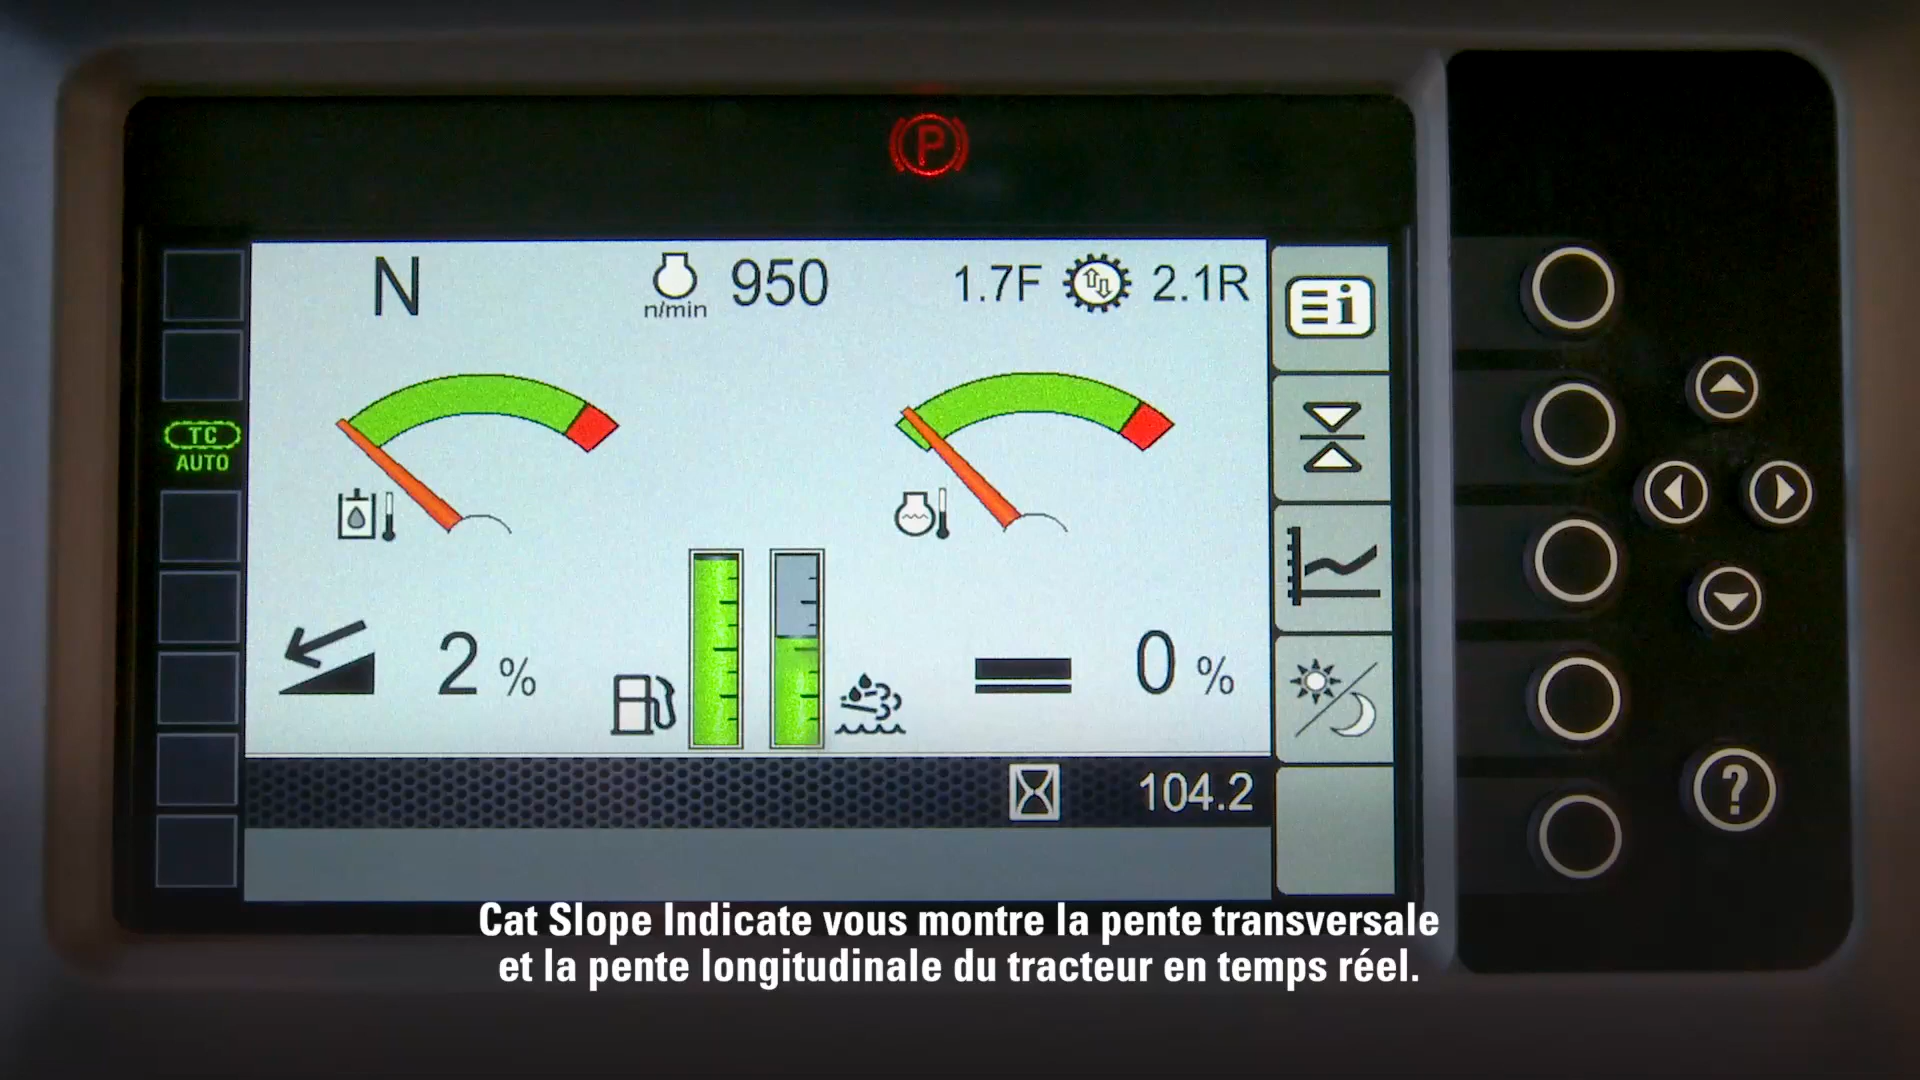 P
N
n/min
950
1.7F
2.1R
i
TC
AUTO
2 %
0 %
104.2
?
Cat Slope Indicate vous montre la pente transversale
et la pente longitudinale du tracteur en temps réel.